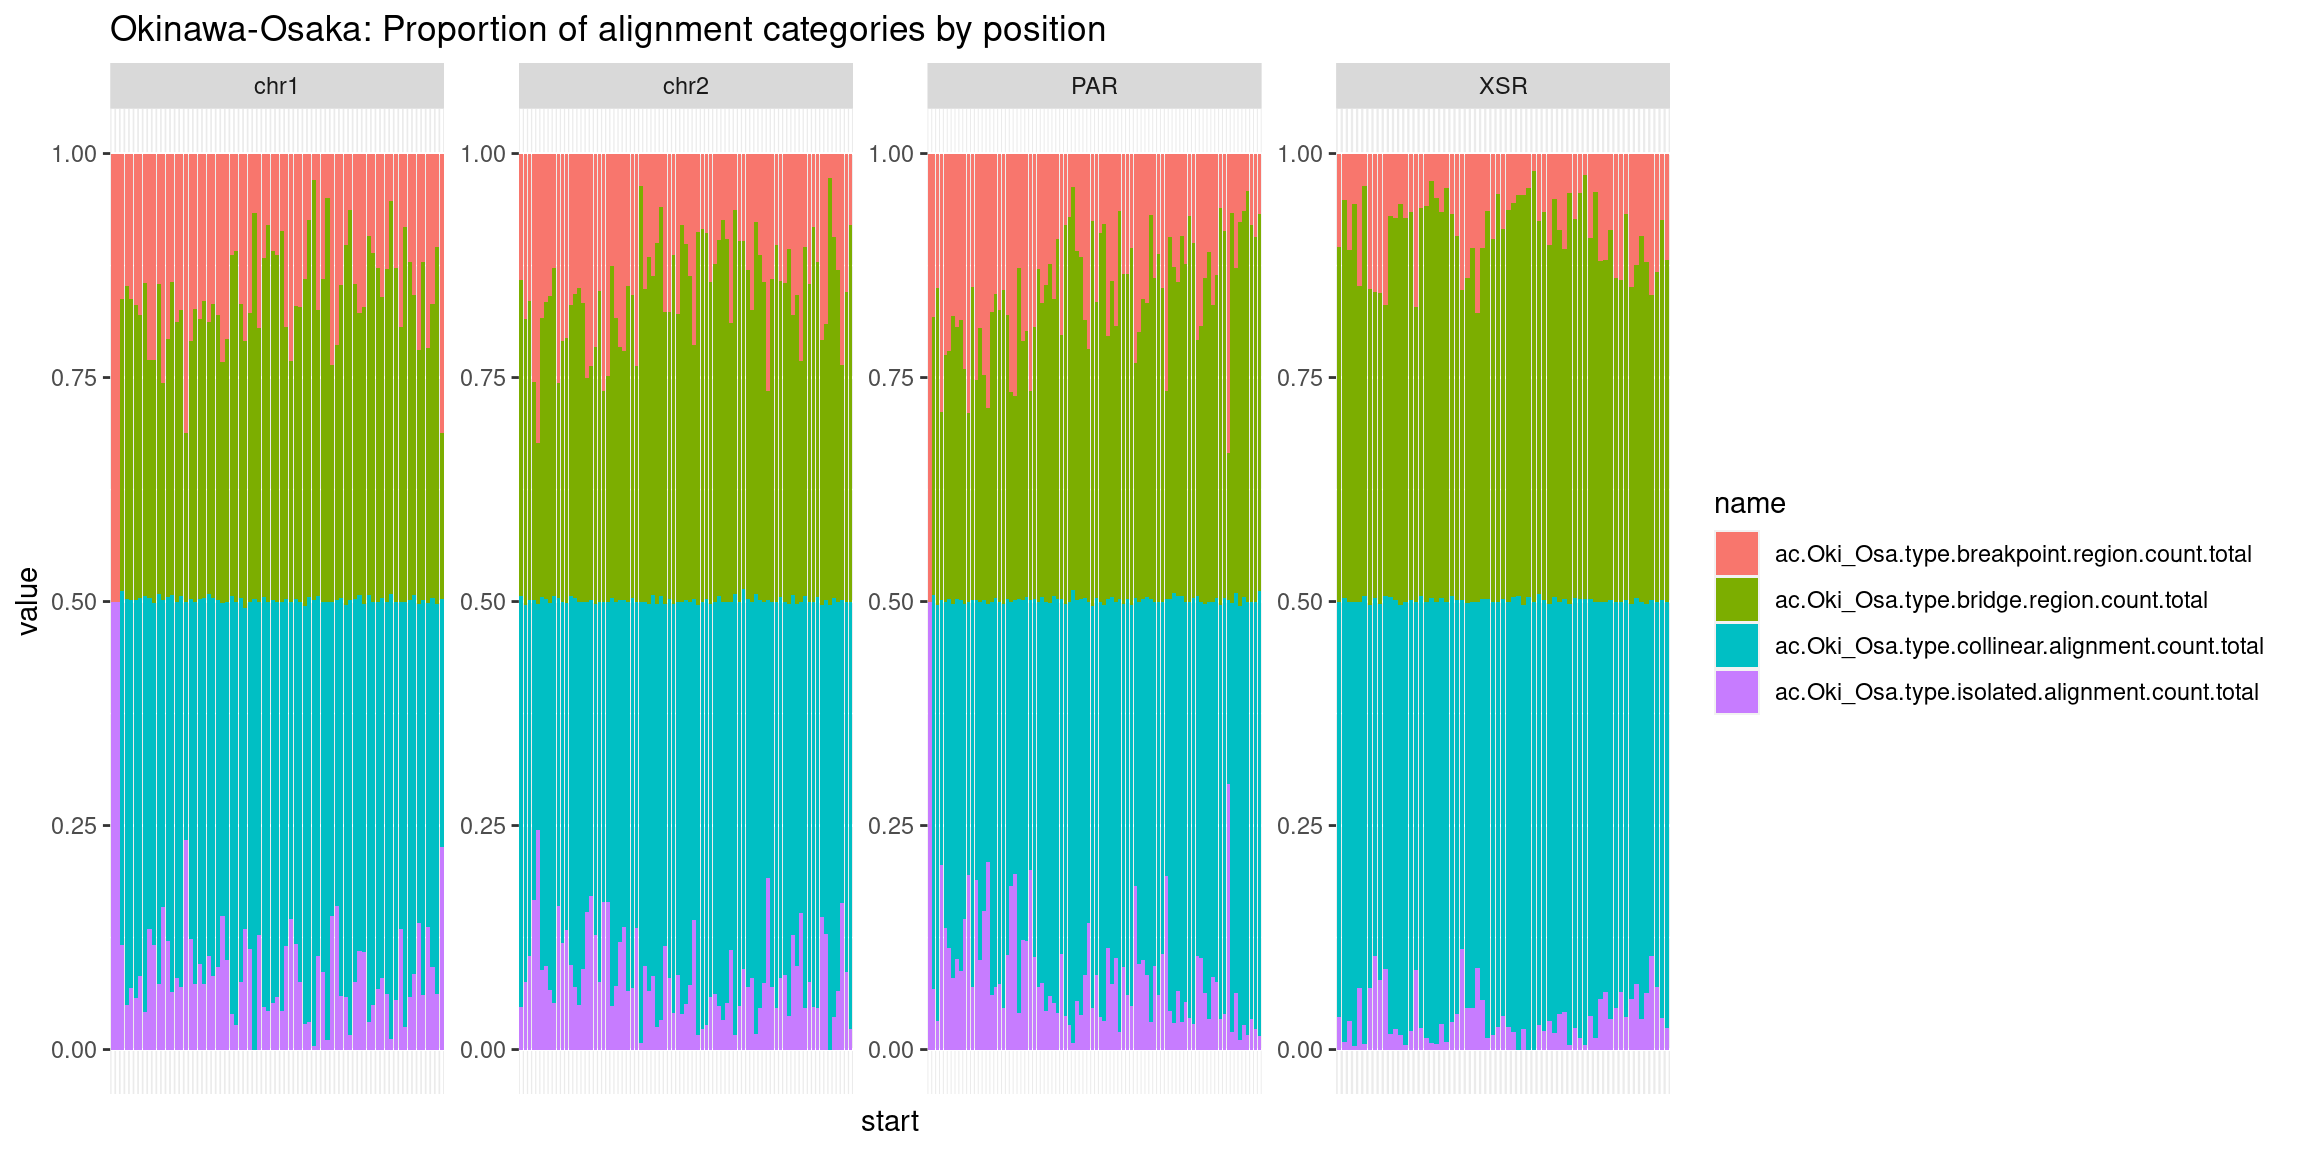 Okinawa-Osaka: Proportion of alignment categories by position
chr1
chr2
PAR
XSR
1.00
0.75
0.50
0.25
0.00
1.00
0.75
0.50
0.25
0.00
1.00
0.75
0.50
0.25
0.00
1.00
0.75
0.50
0.25
0.00
value
start
name
ac.Oki_Osa.type.breakpoint.region.count.total
ac.Oki_Osa.type.bridge.region.count.total
ac.Oki_Osa.type.collinear.alignment.count.total
ac.Oki_Osa.type.isolated.alignment.count.total